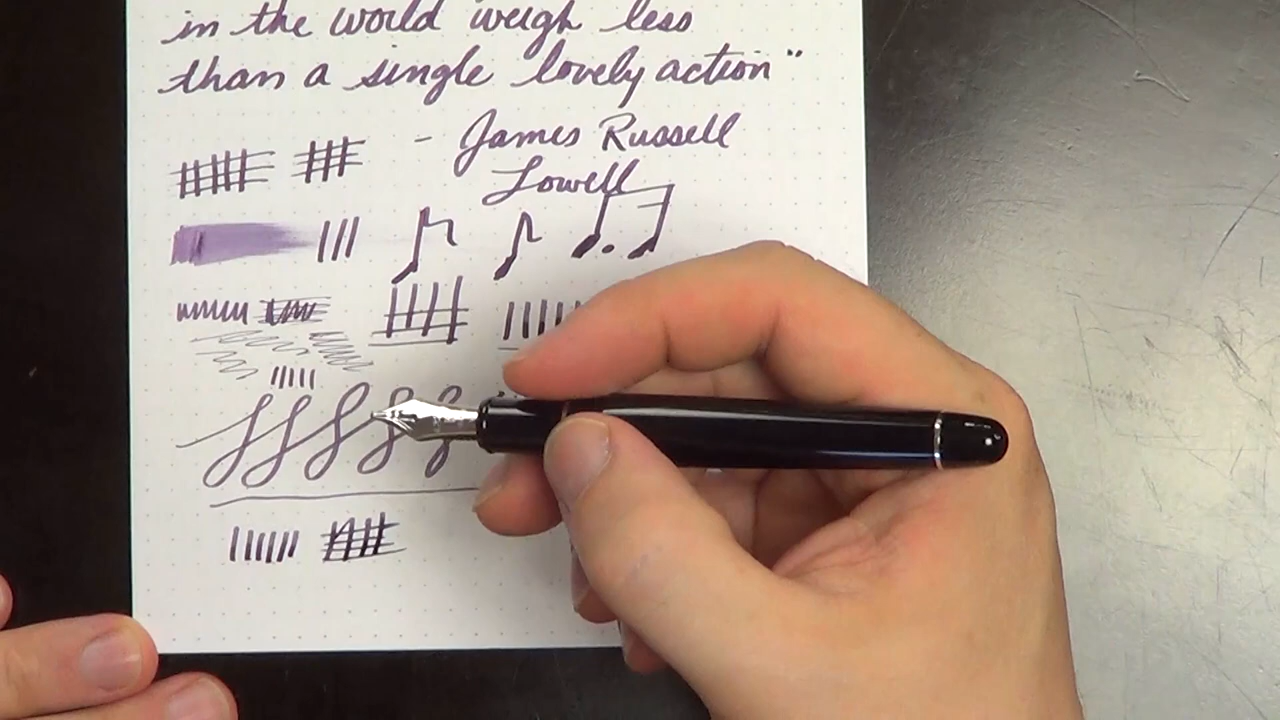 in the world weigh less
than a single lovely action"
- James Russell
Lowell